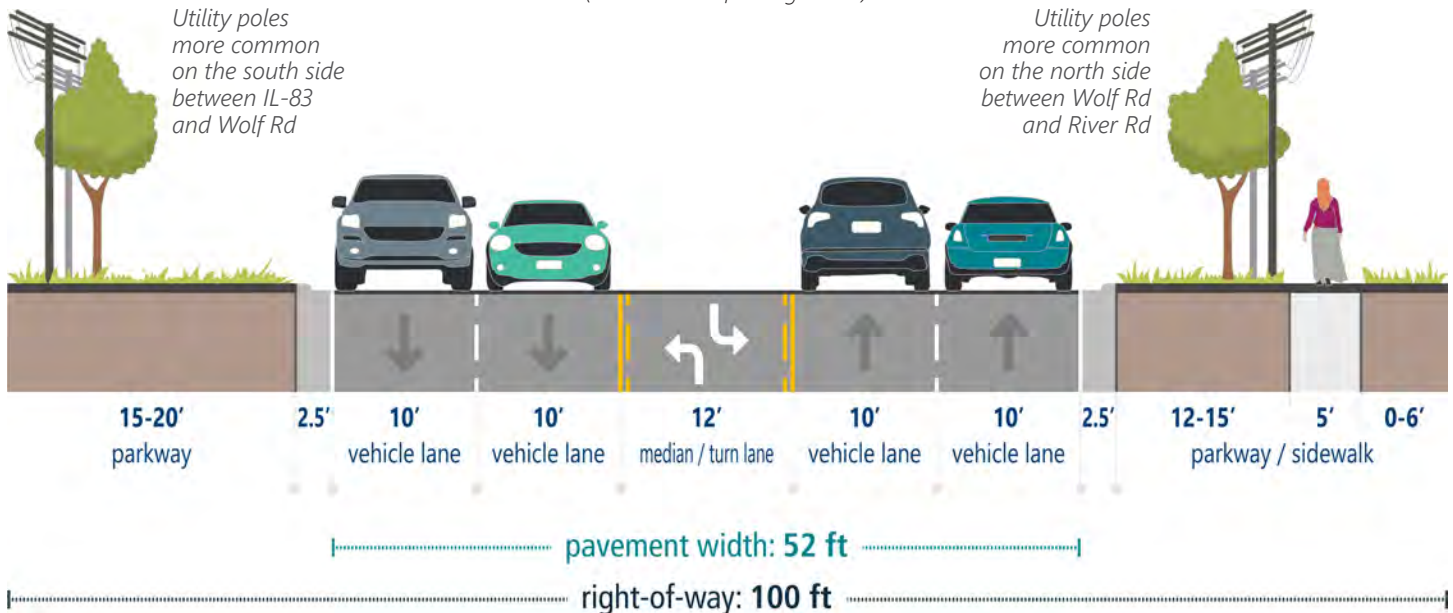 Utility poles
more common
on the south side
between IL-83
and Wolf Rd
Utility poles
more common
on the north side
between Wolf Rd
and River Rd
15-20’ 2.5’ 10’ 10’ 12’ 10’ 10’ 2.5’ 12-15’ 5’ 0-6’
parkway vehicle lane vehicle lane median / turn lane vehicle lane vehicle lane parkway / sidewalk
pavement width: 52 ft
right-of-way: 100 ft